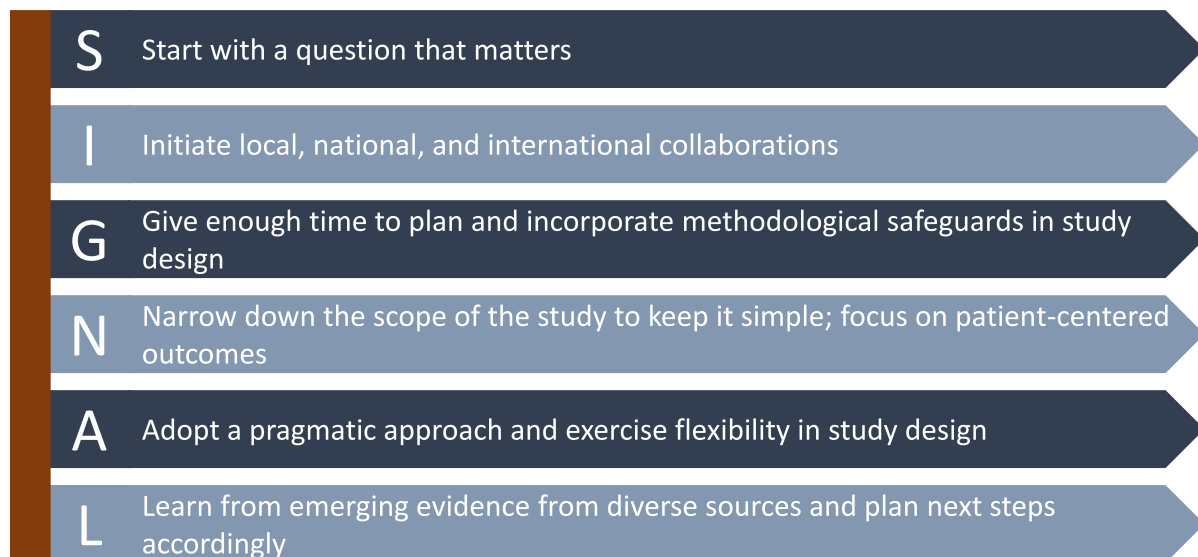 S
Start with a question that matters
I
Initiate local, national, and international collaborations
G
Give enough time to plan and incorporate methodological safeguards in study
design
N
Narrow down the scope of the study to keep it simple; focus on patient-centered
outcomes
A
Adopt a pragmatic approach and exercise flexibility in study design
L
Learn from emerging evidence from diverse sources and plan next steps
accordingly